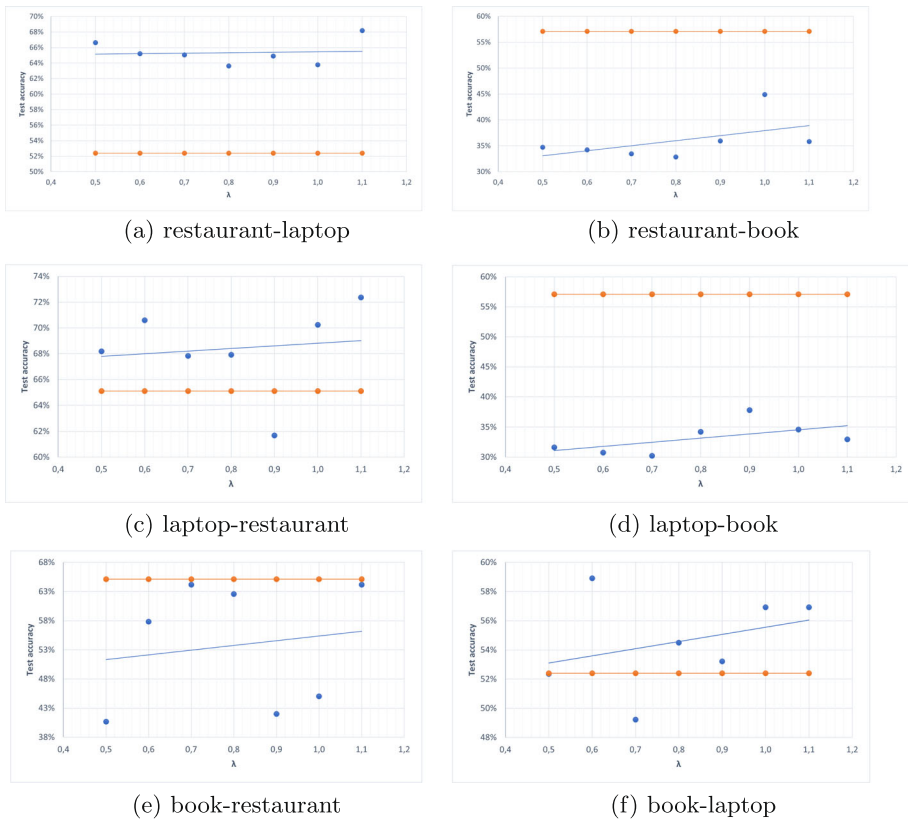 70%
68%
66%
64%
62%
60%
58%
56%
54%
52%
50%
Test accuracy
0,4 0,5 0,6 0,7 0,8 0,9 1,0 1,1 1,2
λ
(a) restaurant-laptop
60%
55%
50%
45%
40%
35%
30%
Test accuracy
0,4 0,5 0,6 0,7 0,8 0,9 1,0 1,1 1,2
λ
(b) restaurant-book
74%
72%
70%
68%
66%
64%
62%
60%
Test accuracy
0,4 0,5 0,6 0,7 0,8 0,9 1,0 1,1 1,2
λ
(c) laptop-restaurant
60%
55%
50%
45%
40%
35%
30%
Test accuracy
0,4 0,5 0,6 0,7 0,8 0,9 1,0 1,1 1,2
λ
(d) laptop-book
68%
63%
58%
53%
48%
43%
38%
Test accuracy
0,4 0,5 0,6 0,7 0,8 0,9 1,0 1,1 1,2
λ
(e) book-restaurant
60%
58%
56%
54%
52%
50%
48%
Test accuracy
0,4 0,5 0,6 0,7 0,8 0,9 1,0 1,1 1,2
λ
(f) book-laptop